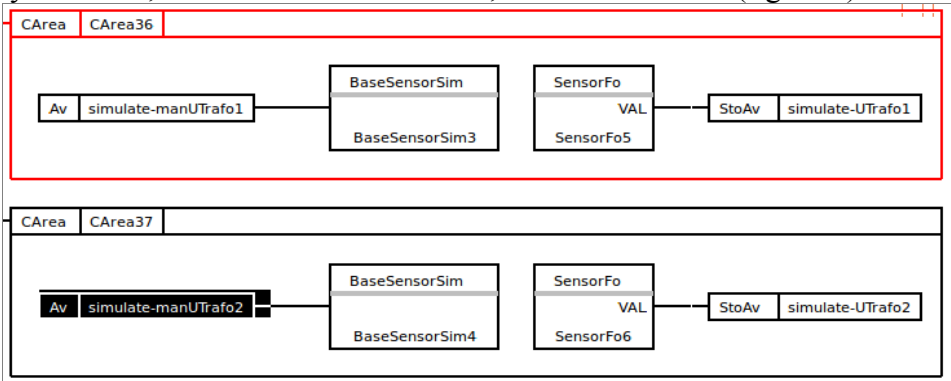 CArea CArea36
BaseSensorSim SensorFo
Av simulate-manUTrafo1 VAL StoAv simulate-UTrafo1
BaseSensorSim3 SensorFo5
CArea CArea37
BaseSensorSim SensorFo
Av simulate-manUTrafo2 VAL StoAv simulate-UTrafo2
BaseSensorSim4 SensorFo6